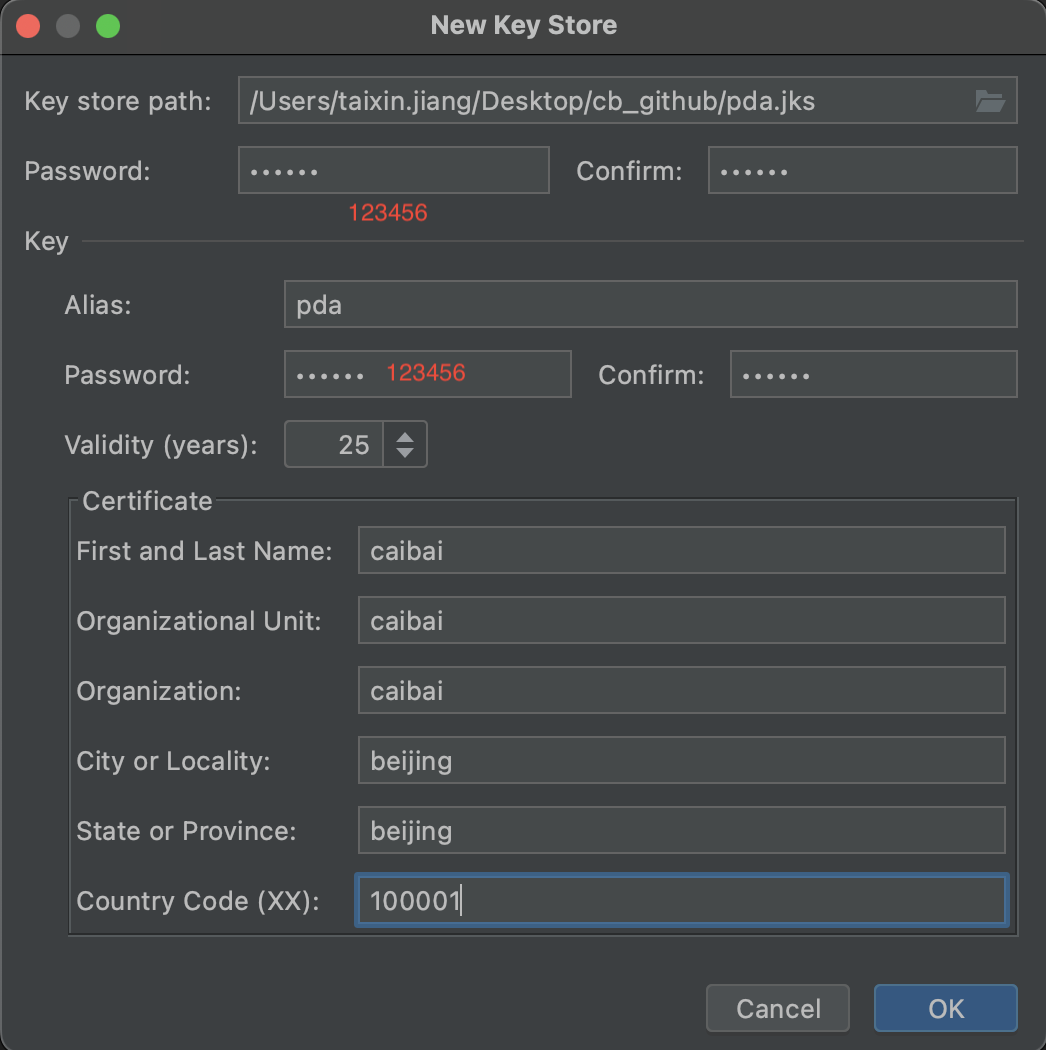 New Key Store
Key store path: /Users/taixin.jiang/Desktop/cb_github/pda.jks
Password: •••••• Confirm: ••••••
123456
Key
Alias: pda
Password: •••••• 123456 Confirm: ••••••
Validity (years): 25
Certificate
First and Last Name: caibai
Organizational Unit: caibai
Organization: caibai
City or Locality: beijing
State or Province: beijing
Country Code (XX): 100001
Cancel OK